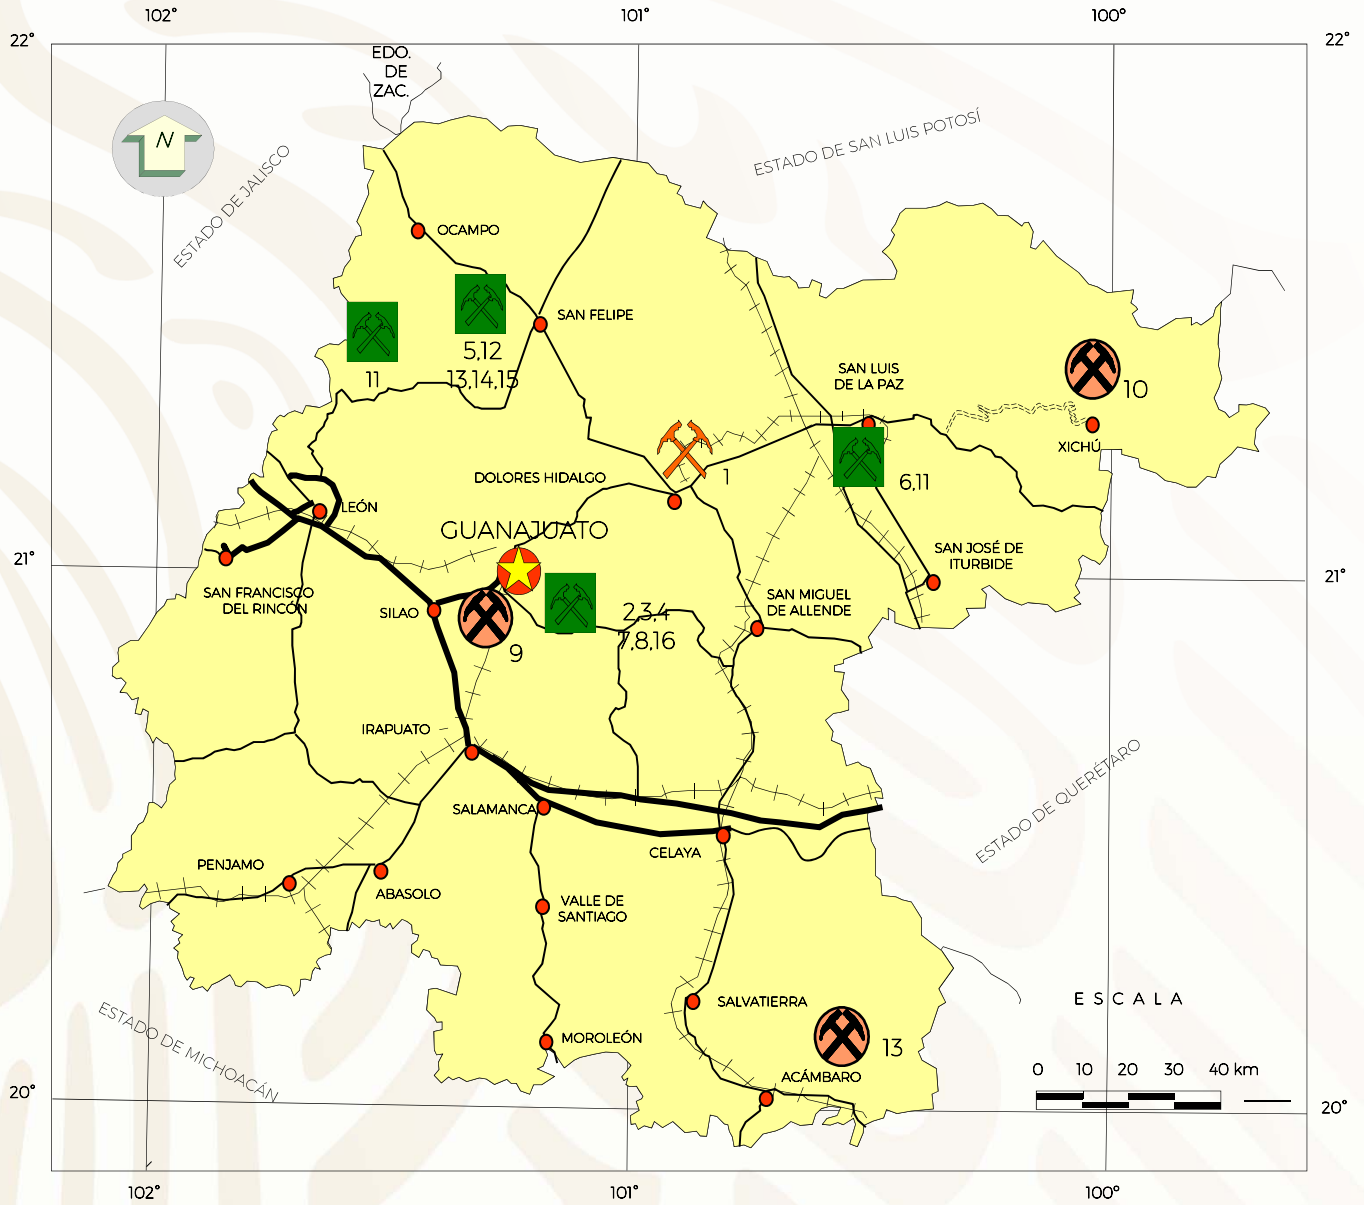 102°
101°
100°
22°
22°
EDO.
DE
ZAC.
N
ESTADO DE JALISCO
ESTADO DE SAN LUIS POTOSÍ
OCAMPO
SAN FELIPE
5,12
13,14,15
11
SAN LUIS
DE LA PAZ
10
XICHÚ
DOLORES HIDALGO
1
6,11
LEÓN
GUANAJUATO
21°
21°
SAN JOSÉ DE
ITURBIDE
SAN FRANCISCO
DEL RINCÓN
SILAO
SAN MIGUEL
DE ALLENDE
2,3,4
7,8,16
9
IRAPUATO
ESTADO DE QUERÉTARO
SALAMANCA
CELAYA
PENJAMO
ABASOLO
VALLE DE
SANTIAGO
SALVATIERRA
ESCALA
ESTADO DE MICHOACÁN
MOROLEÓN
13
ACÁMBARO
0 10 20 30 40 km
20°
20°
102°
101°
100°